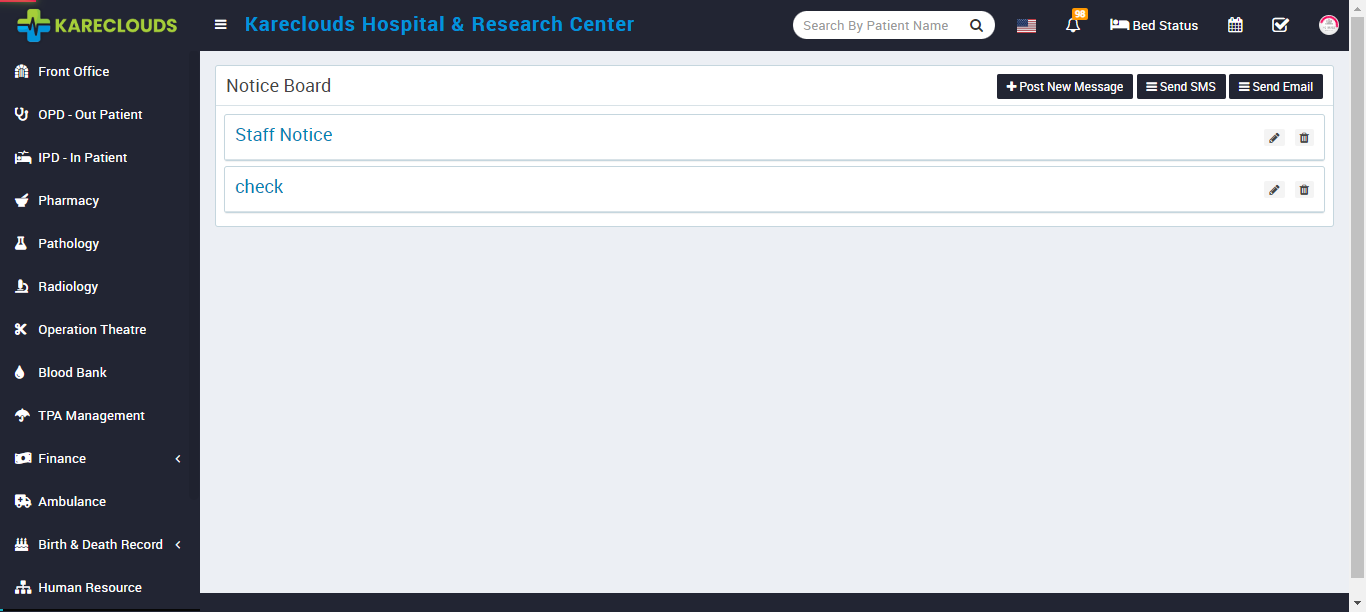 KARECLOUDS
Kareclouds Hospital & Research Center
Search By Patient Name
98
Bed Status
Front Office
OPD - Out Patient
IPD - In Patient
Pharmacy
Pathology
Radiology
Operation Theatre
Blood Bank
TPA Management
Finance
Ambulance
Birth & Death Record
Human Resource
Notice Board
Post New Message
Send SMS
Send Email
Staff Notice
check